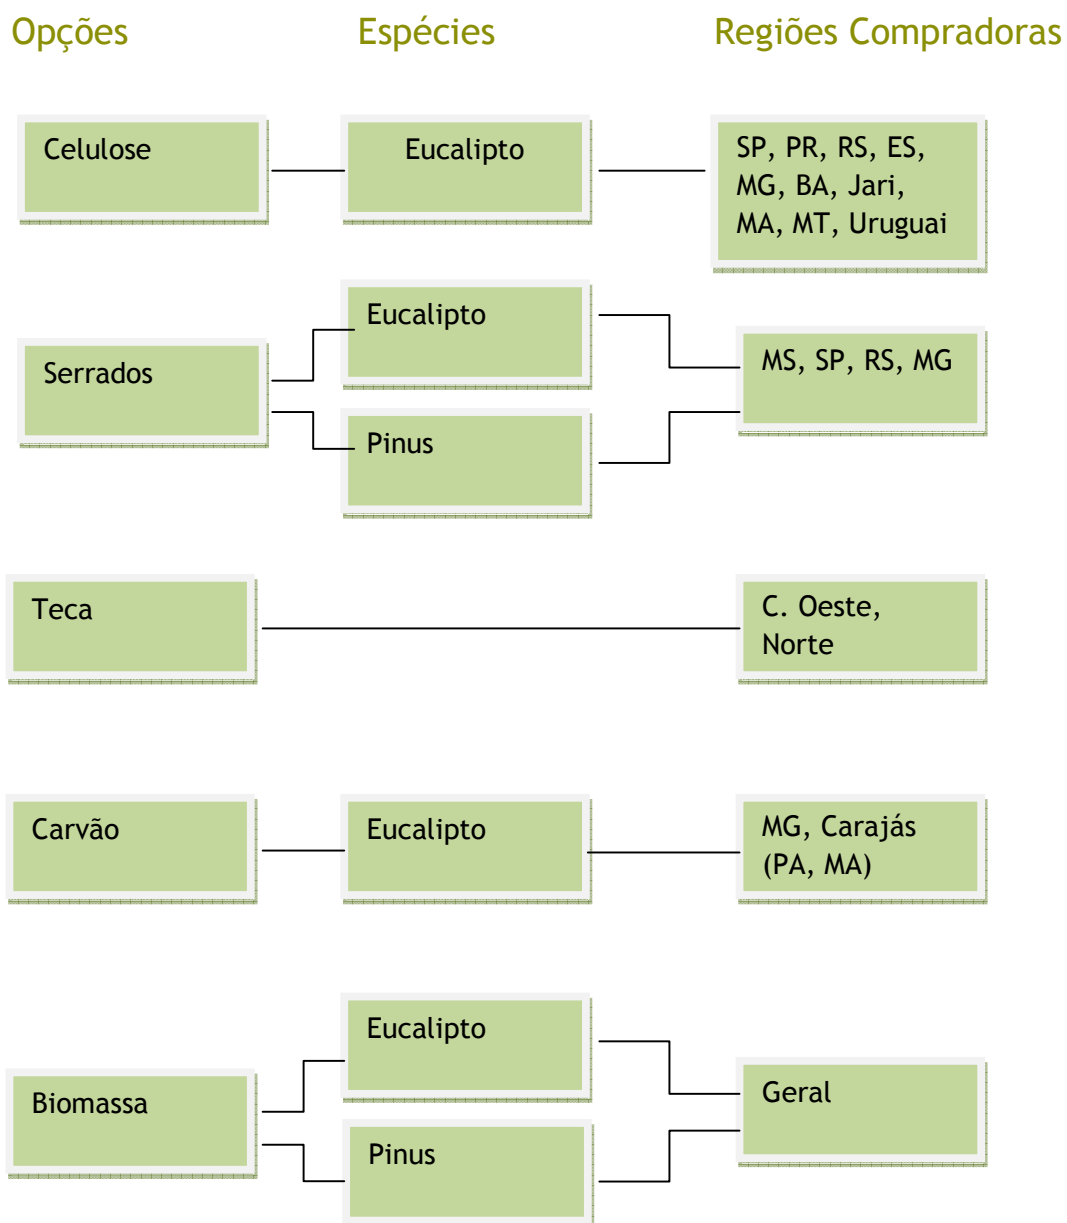 Opções Espécies Regiões Compradoras
Celulose
Eucalipto
SP, PR, RS, ES,
MG, BA, Jari,
MA, MT, Uruguai
Serrados
Eucalipto
Pinus
MS, SP, RS, MG
Teca
C. Oeste,
Norte
Carvão
Eucalipto
MG, Carajás
(PA, MA)
Biomassa
Eucalipto
Pinus
Geral